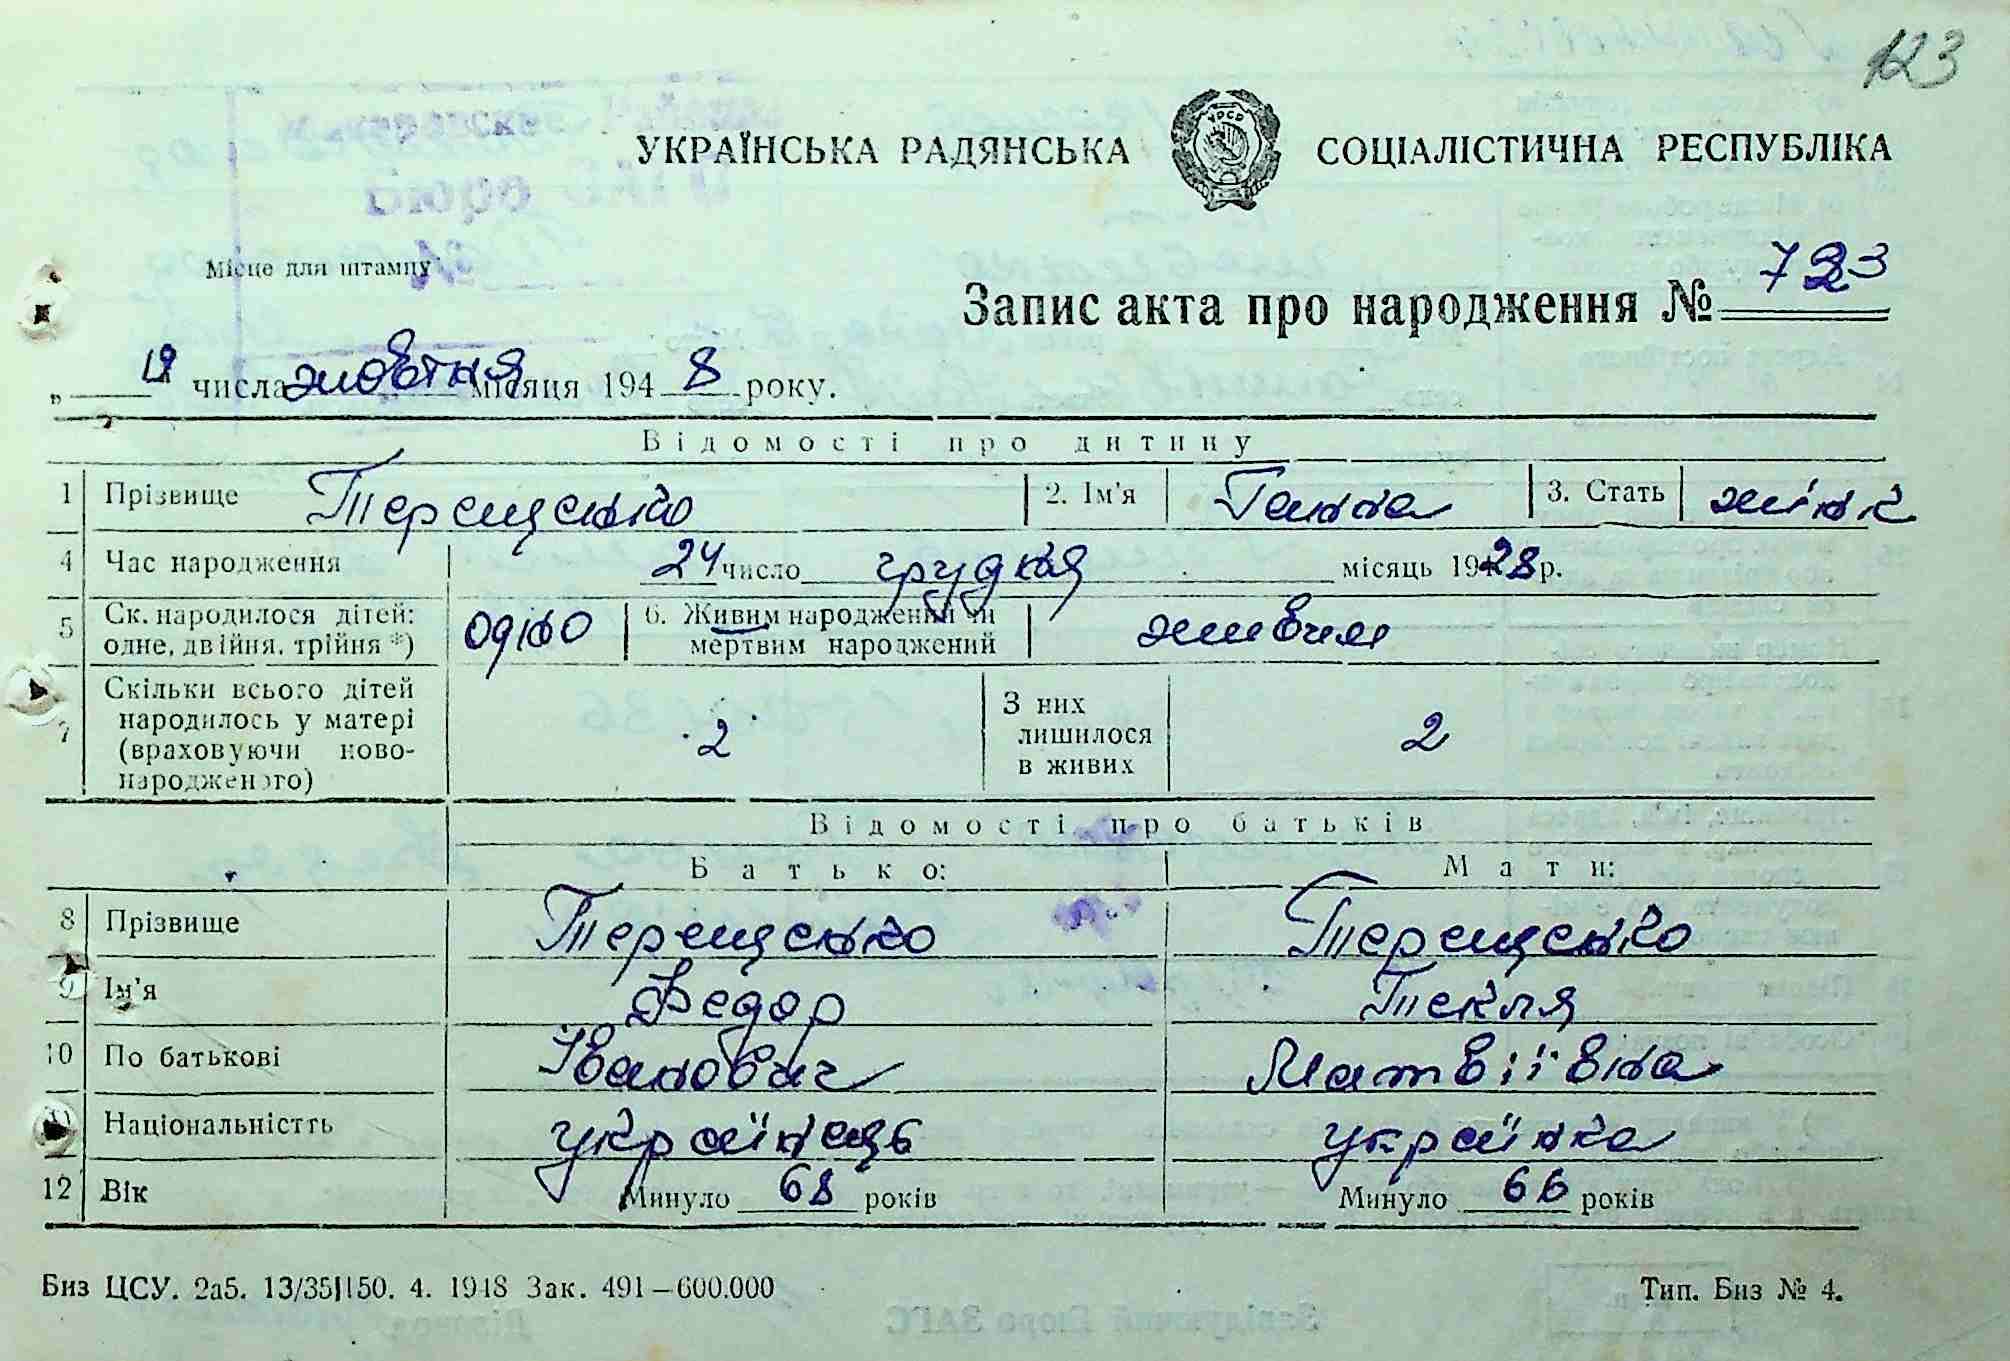 123
УКРАЇНСЬКА РАДЯНСЬКА СОЦІАЛІСТИЧНА РЕСПУБЛІКА
УРСР
Бюро
Місце для штампу
Запис акта про народження № 723
„ 19 числа жовтня місяця 1948 року.
Відомості про дитину
1 Прізвище Терещенко 2. Ім'я Ганна 3. Стать жінк
4 Час народження 24 число грудня місяць 1928 р.
5 Ск. народилося дітей: одне, двійня, трійня *) одно 6. Живим народжений чи мертвим народжений живим
7 Скільки всього дітей народилось у матері (враховуючи новонародженого) 2 З них лишилося в живих 2
Відомості про батьків
Батько: Мати:
8 Прізвище Терещенко Терещенко
9 Ім'я Федор Текля
10 По батькові Іванович Матвіївна
Національністть українець українка
12 Вік Минуло 68 років Минуло 66 років
Биз ЦСУ. 2а5. 13/35|150. 4. 1948 Зак. 491—600.000 Тип. Биз № 4.